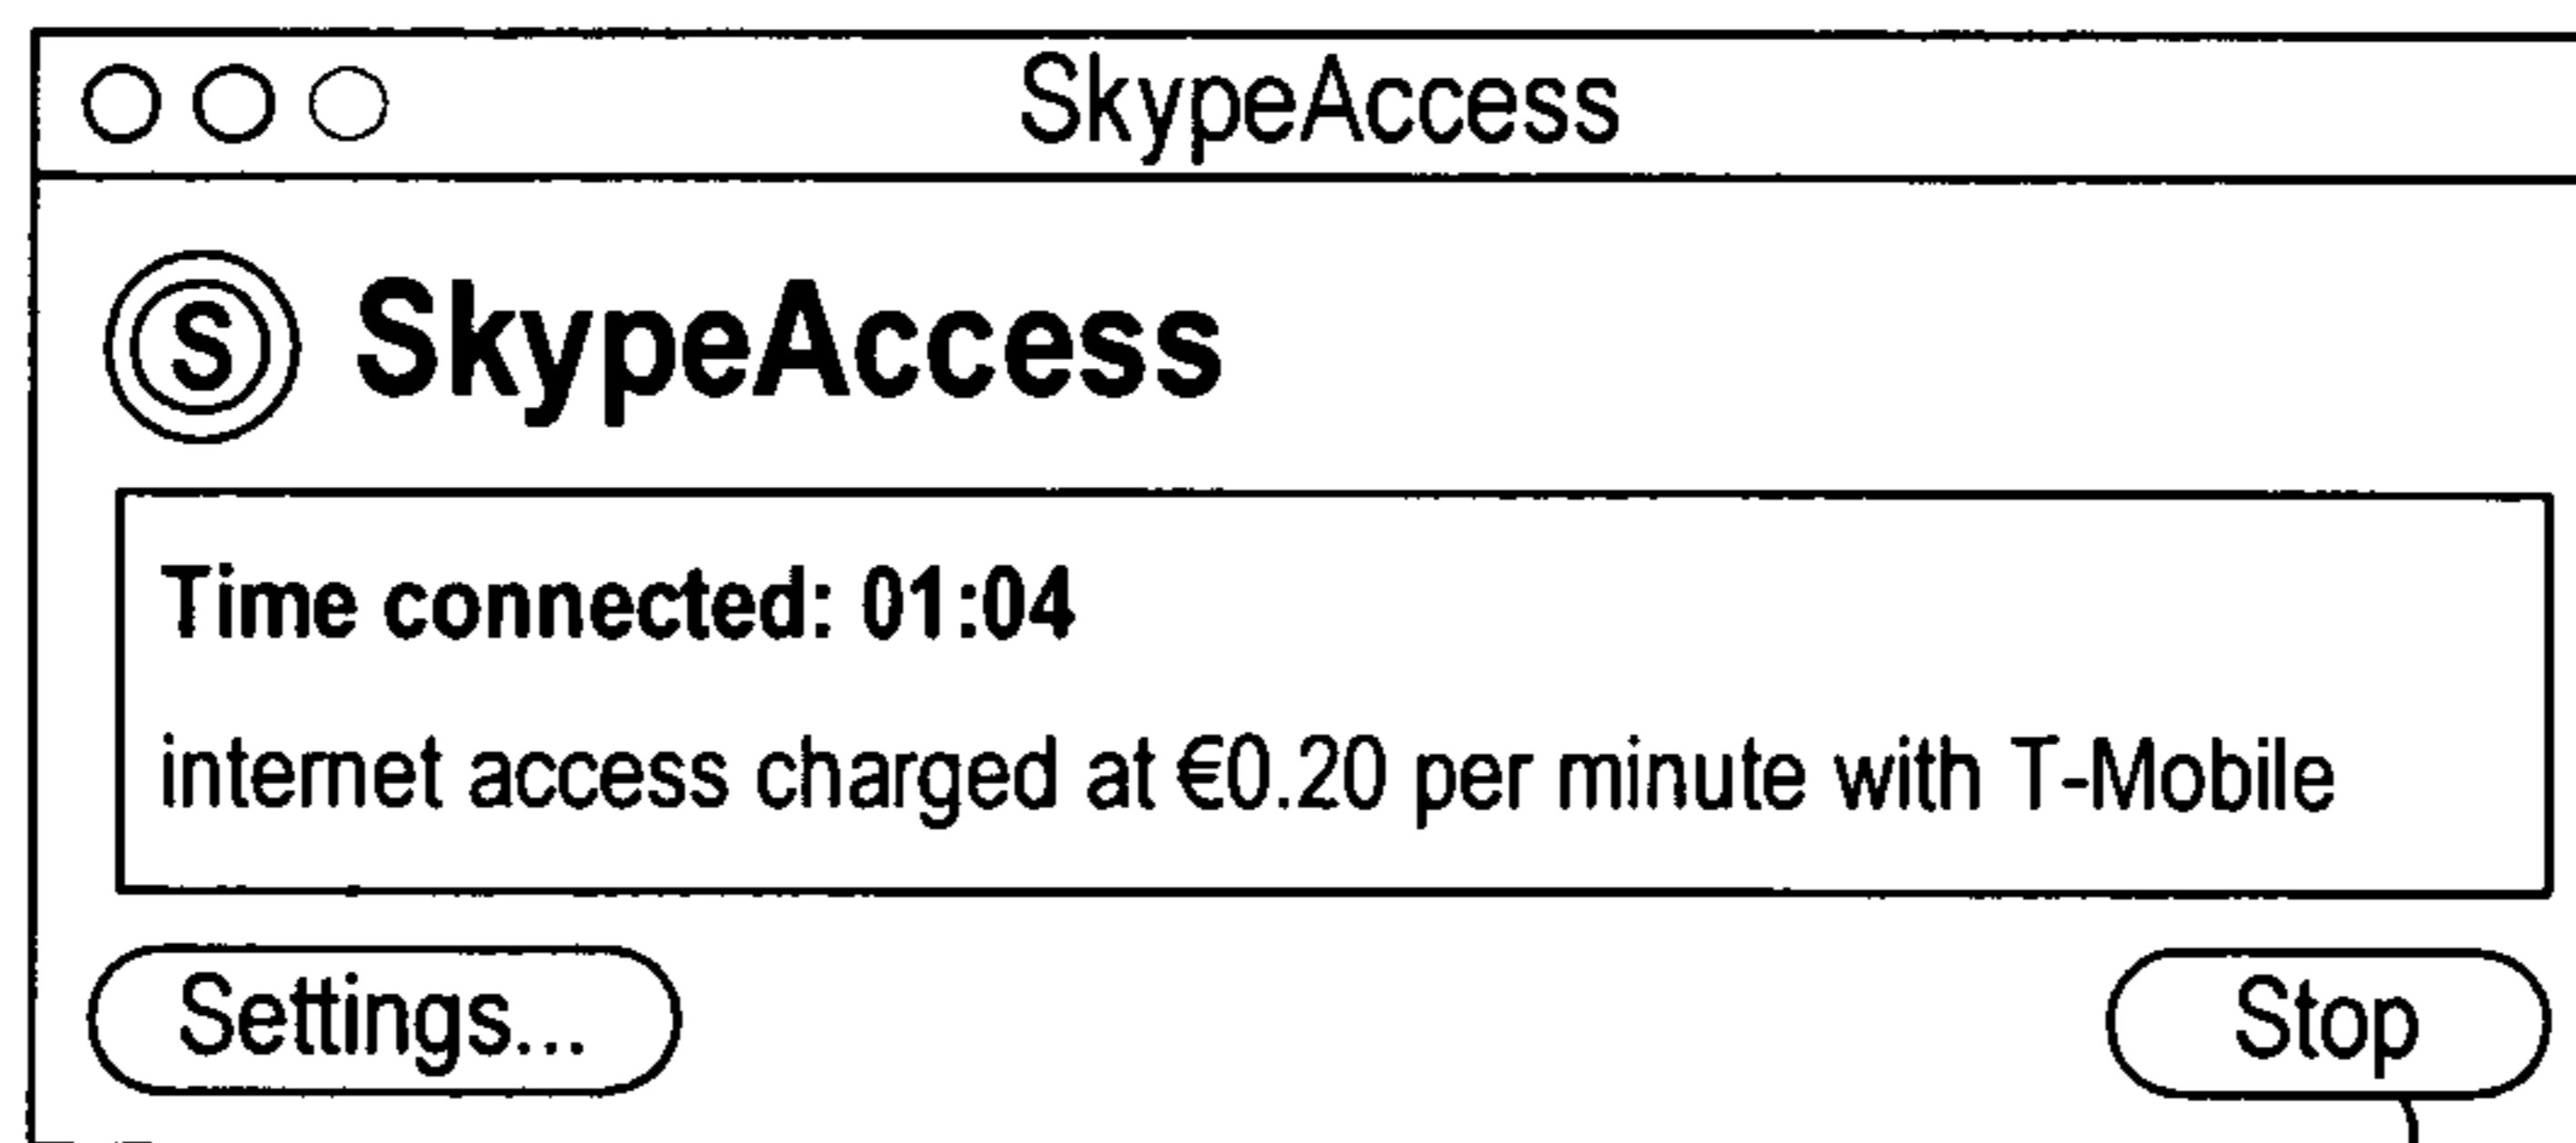 SkypeAccess
S SkypeAccess
Time connected: 01:04
internet access charged at €0.20 per minute with T-Mobile
Settings... Stop